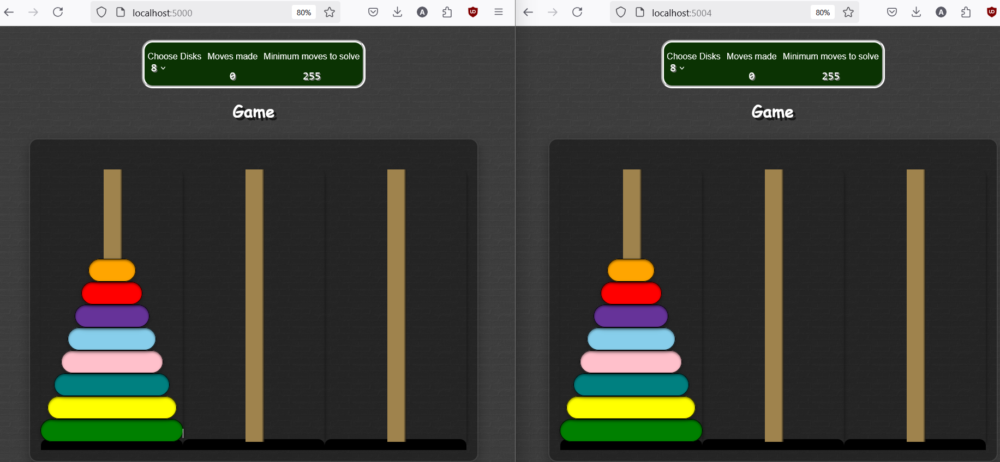 localhost:5000
80%
A
Choose Disks Moves made Minimum moves to solve
8
0 255
Game
localhost:5004
80%
A
Choose Disks Moves made Minimum moves to solve
8
0 255
Game